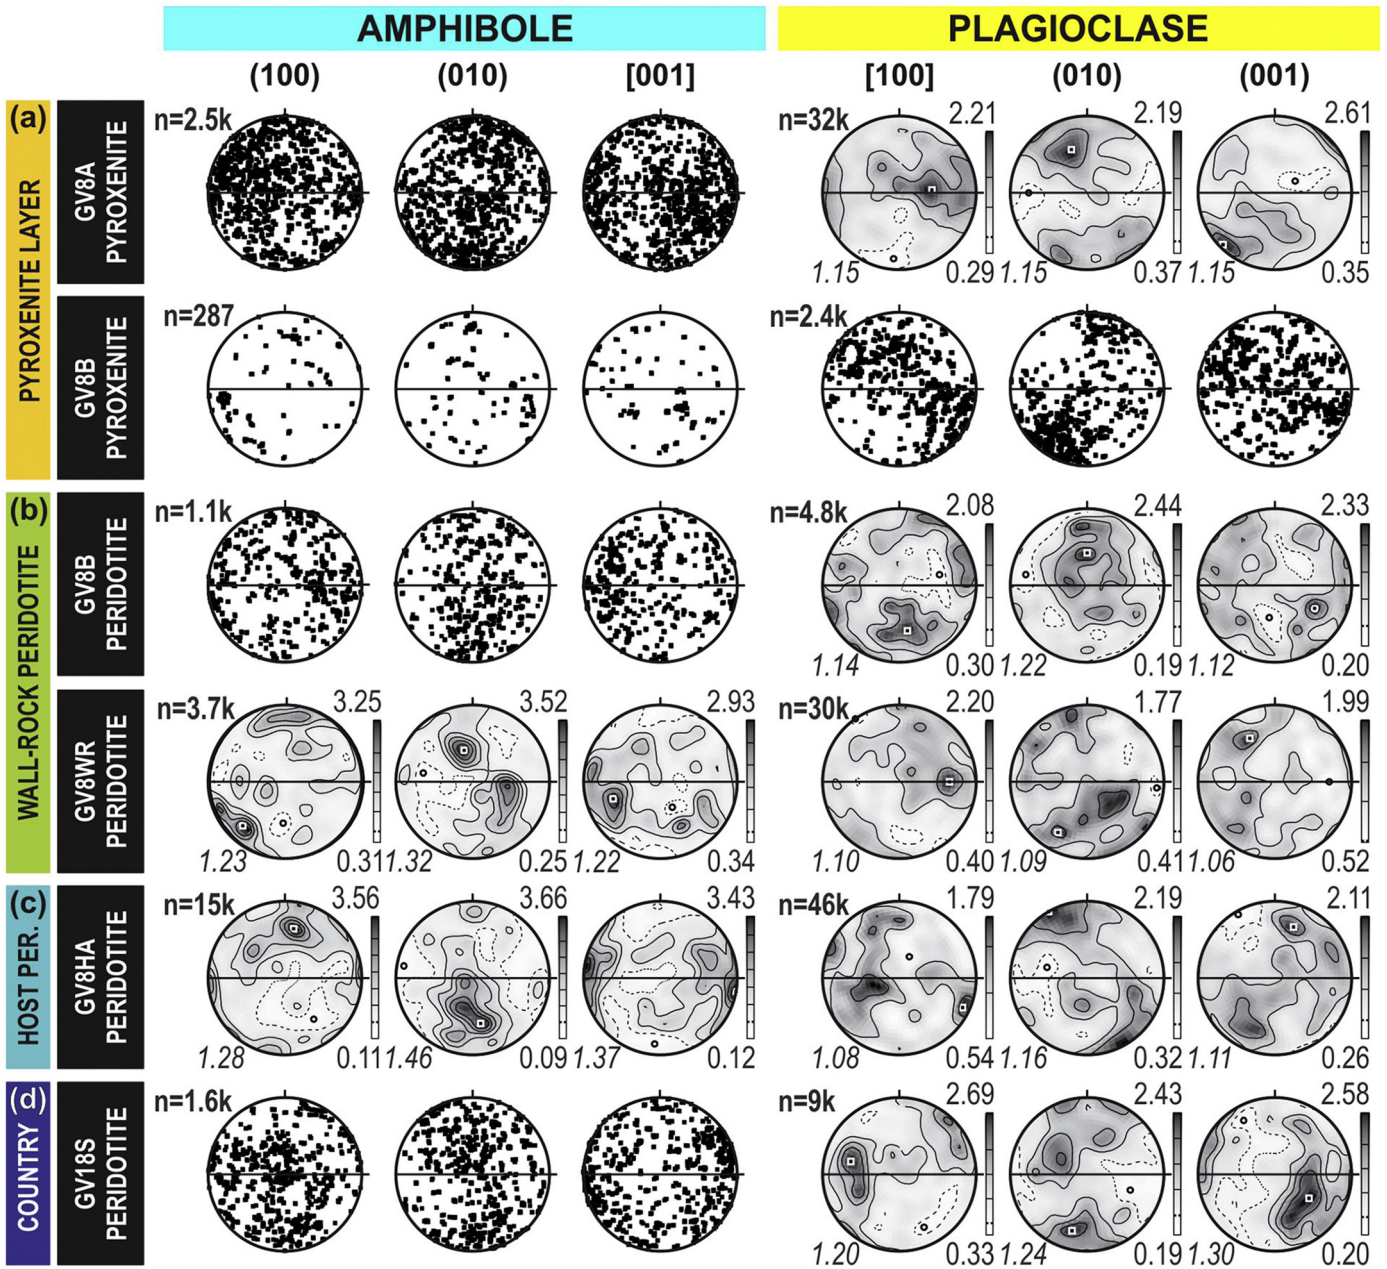 AMPHIBOLE PLAGIOCLASE
(100) (010) [001] [100] (010) (001)
(a)
PYROXENITE LAYER
GV8A
PYROXENITE
n=2.5k n=32k 2.21 2.19 2.61
1.15 0.29 1.15 0.37 1.15 0.35
GV8B
PYROXENITE
n=287 n=2.4k
(b)
WALL-ROCK PERIDOTITE
GV8B
PERIDOTITE
n=1.1k n=4.8k 2.08 2.44 2.33
1.14 0.30 1.22 0.19 1.12 0.20
GV8WR
PERIDOTITE
n=3.7k 3.25 3.52 2.93 n=30k 2.20 1.77 1.99
1.23 0.31 1.32 0.25 1.22 0.34 1.10 0.40 1.09 0.41 1.06 0.52
(c)
HOST PER.
GV8HA
PERIDOTITE
n=15k 3.56 3.66 3.43 n=46k 1.79 2.19 2.11
1.28 0.11 1.46 0.09 1.37 0.12 1.08 0.54 1.16 0.32 1.11 0.26
(d)
COUNTRY
GV18S
PERIDOTITE
n=1.6k n=9k 2.69 2.43 2.58
1.20 0.33 1.24 0.19 1.30 0.20